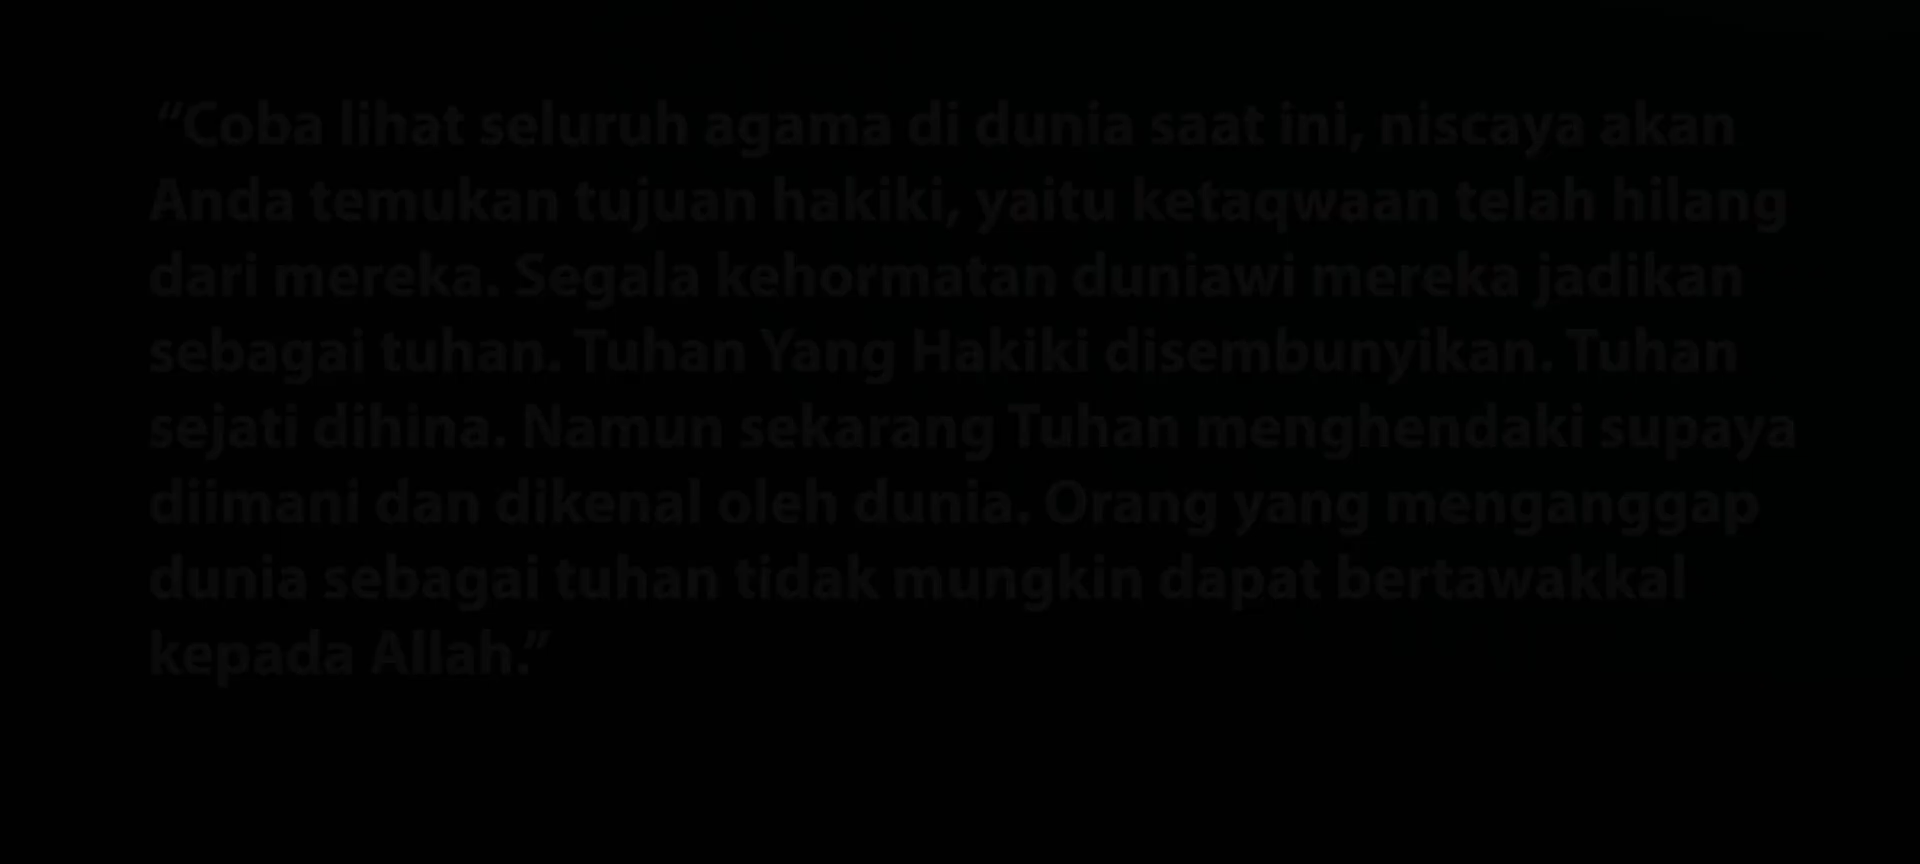 “Coba lihat seluruh agama di dunia saat ini, niscaya akan
Anda temukan tujuan hakiki, yaitu ketaqwaan telah hilang
dari mereka. Segala kehormatan duniawi mereka jadikan
sebagai tuhan. Tuhan Yang Hakiki disembunyikan. Tuhan
sejati dihina. Namun sekarang Tuhan menghendaki supaya
diimani dan dikenal oleh dunia. Orang yang menganggap
dunia sebagai tuhan tidak mungkin dapat bertawakkal
kepada Allah.”